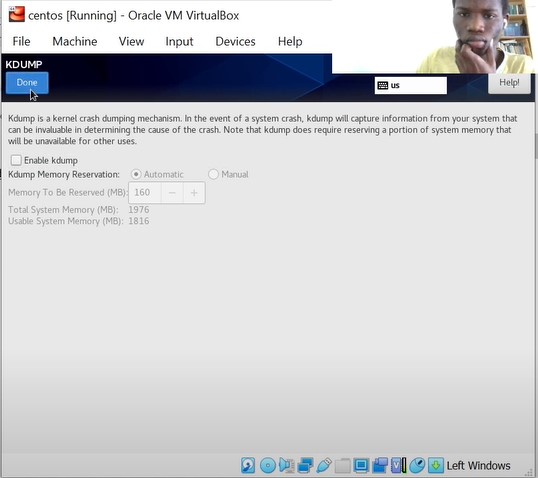 centos [Running] - Oracle VM VirtualBox
File Machine View Input Devices Help
KDUMP
Done us Help!
Kdump is a kernel crash dumping mechanism. In the event of a system crash, kdump will capture information from your system that
can be invaluable in determining the cause of the crash. Note that kdump does require reserving a portion of system memory that
will be unavailable for other uses.
Enable kdump
Kdump Memory Reservation: Automatic Manual
Memory To Be Reserved (MB): 160 − +
Total System Memory (MB): 1976
Usable System Memory (MB): 1816
Left Windows